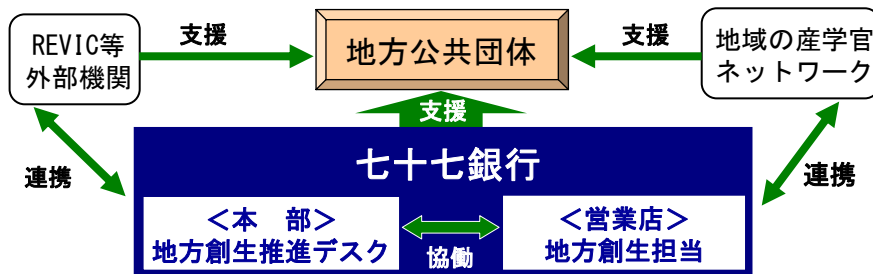 REVIC等
外部機関
支援
地方公共団体
支援
地域の産学官
ネットワーク
支援
連携
七十七銀行
連携
＜本　部＞
地方創生推進デスク
協働
＜営業店＞
地方創生担当